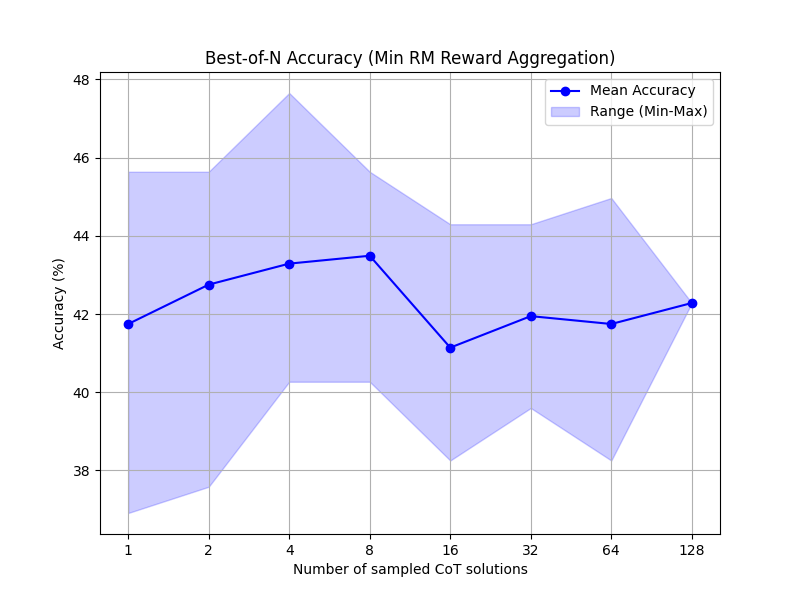 Best-of-N Accuracy (Min RM Reward Aggregation)
Mean Accuracy
Range (Min-Max)
Accuracy (%)
48
46
44
42
40
38
1 2 4 8 16 32 64 128
Number of sampled CoT solutions